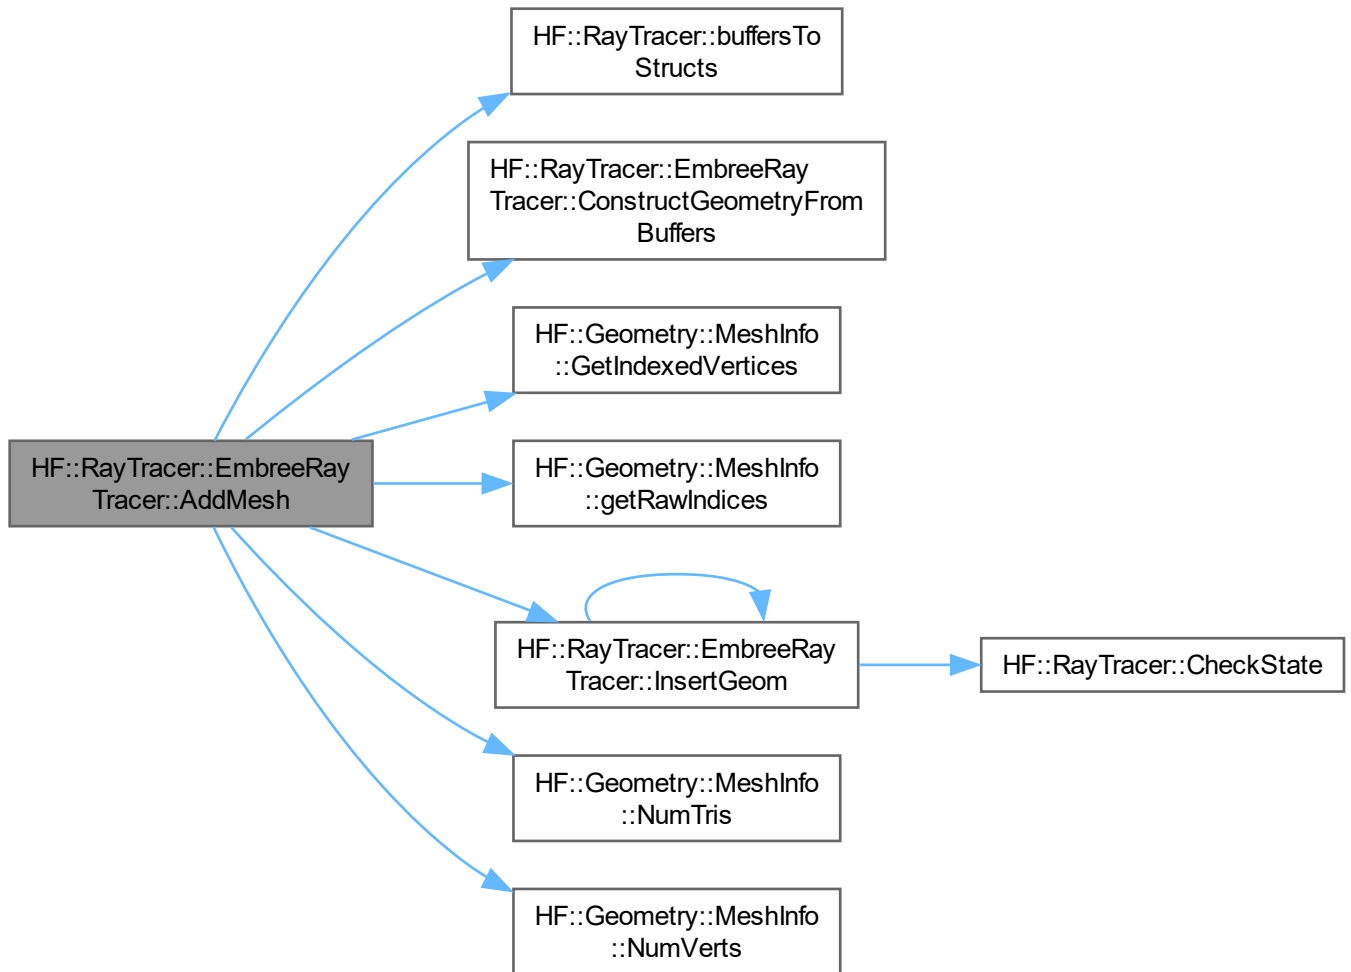 HF::RayTracer::buffersTo
Structs
HF::RayTracer::EmbreeRay
Tracer::ConstructGeometryFrom
Buffers
HF::Geometry::MeshInfo
::GetIndexedVertices
HF::RayTracer::EmbreeRay
Tracer::AddMesh
HF::Geometry::MeshInfo
::getRawIndices
HF::RayTracer::EmbreeRay
Tracer::InsertGeom
HF::RayTracer::CheckState
HF::Geometry::MeshInfo
::NumTris
HF::Geometry::MeshInfo
::NumVerts